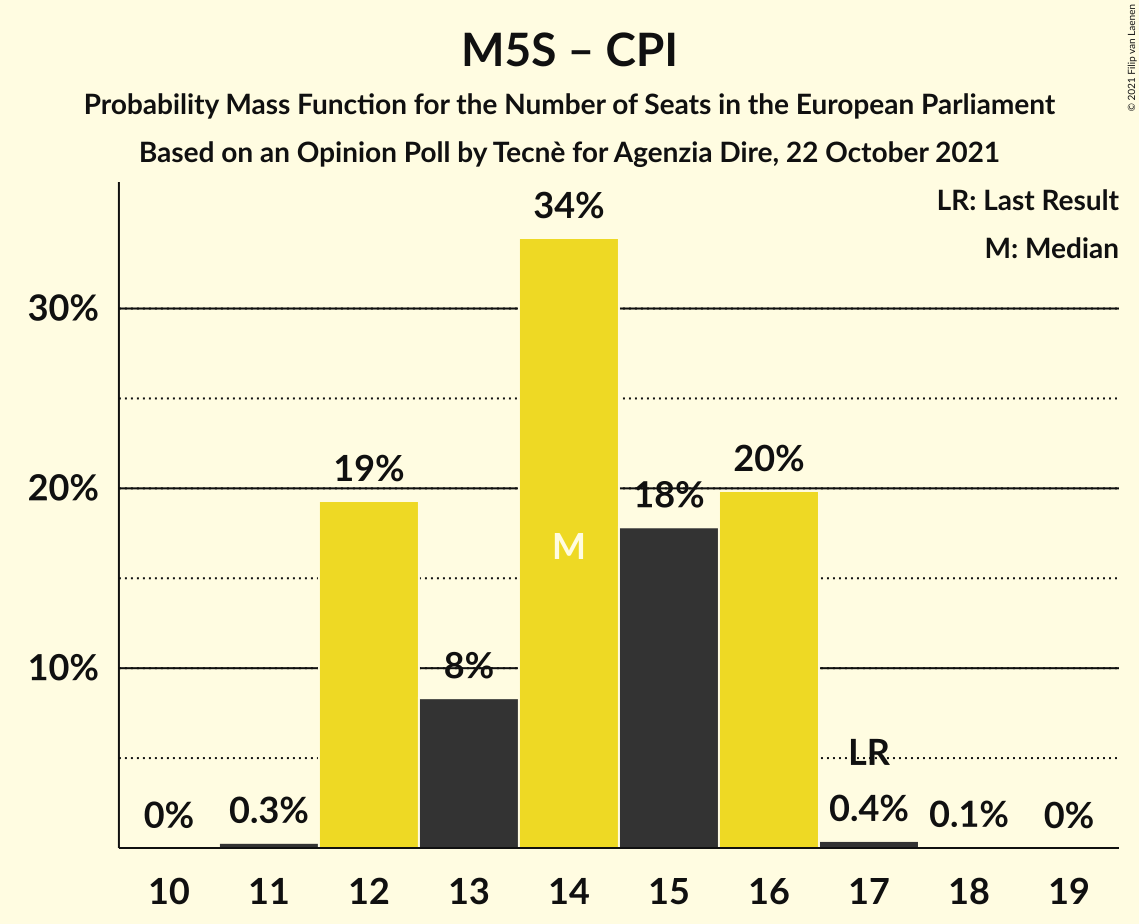 M5S – CPI
Probability Mass Function for the Number of Seats in the European Parliament
Based on an Opinion Poll by Tecnè for Agenzia Dire, 22 October 2021
© 2021 Filip van Laenen
LR: Last Result
M: Median
30%
20%
10%
0%
0.3%
19%
8%
34%
M
18%
20%
LR
0.4%
0.1%
0%
10 11 12 13 14 15 16 17 18 19